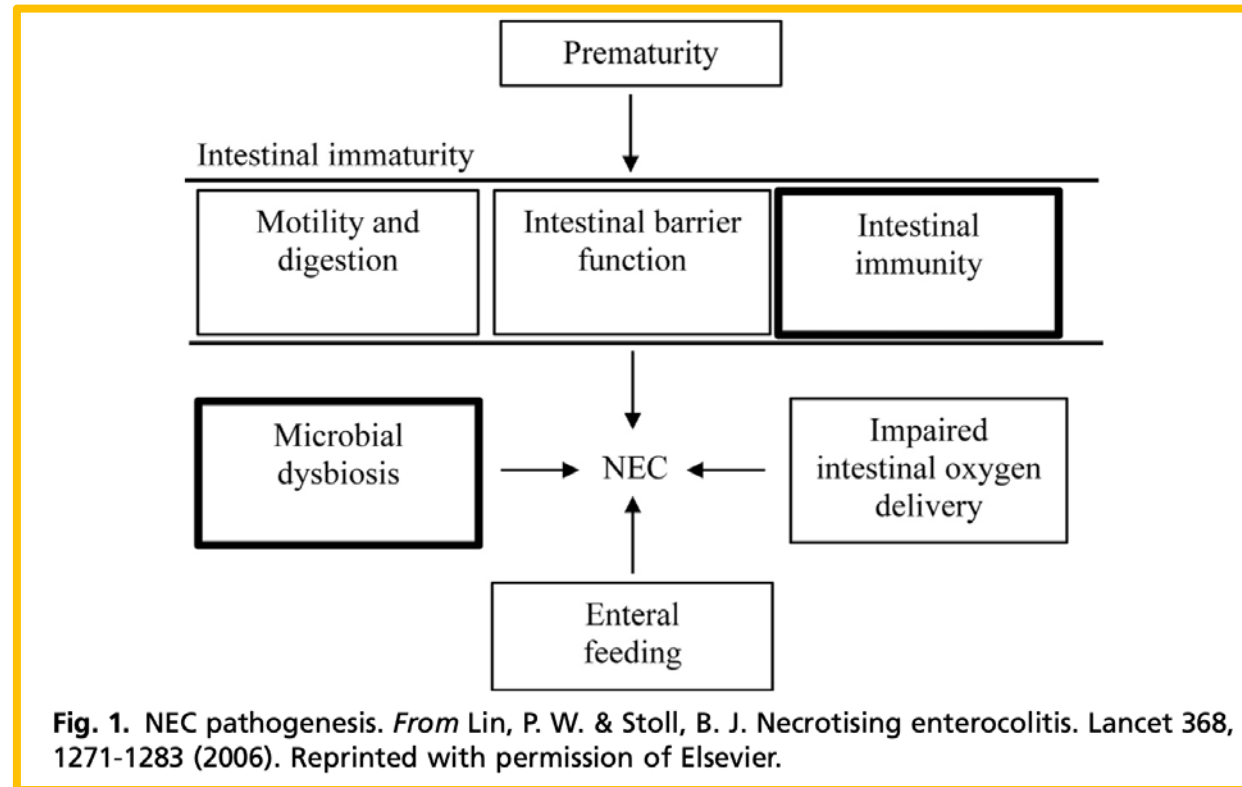 Prematurity
Intestinal immaturity
Motility and
digestion
Intestinal barrier
function
Intestinal
immunity
Microbial
dysbiosis
NEC
Impaired
intestinal oxygen
delivery
Enteral
feeding
Fig. 1. NEC pathogenesis. From Lin, P. W. & Stoll, B. J. Necrotising enterocolitis. Lancet 368,
1271-1283 (2006). Reprinted with permission of Elsevier.